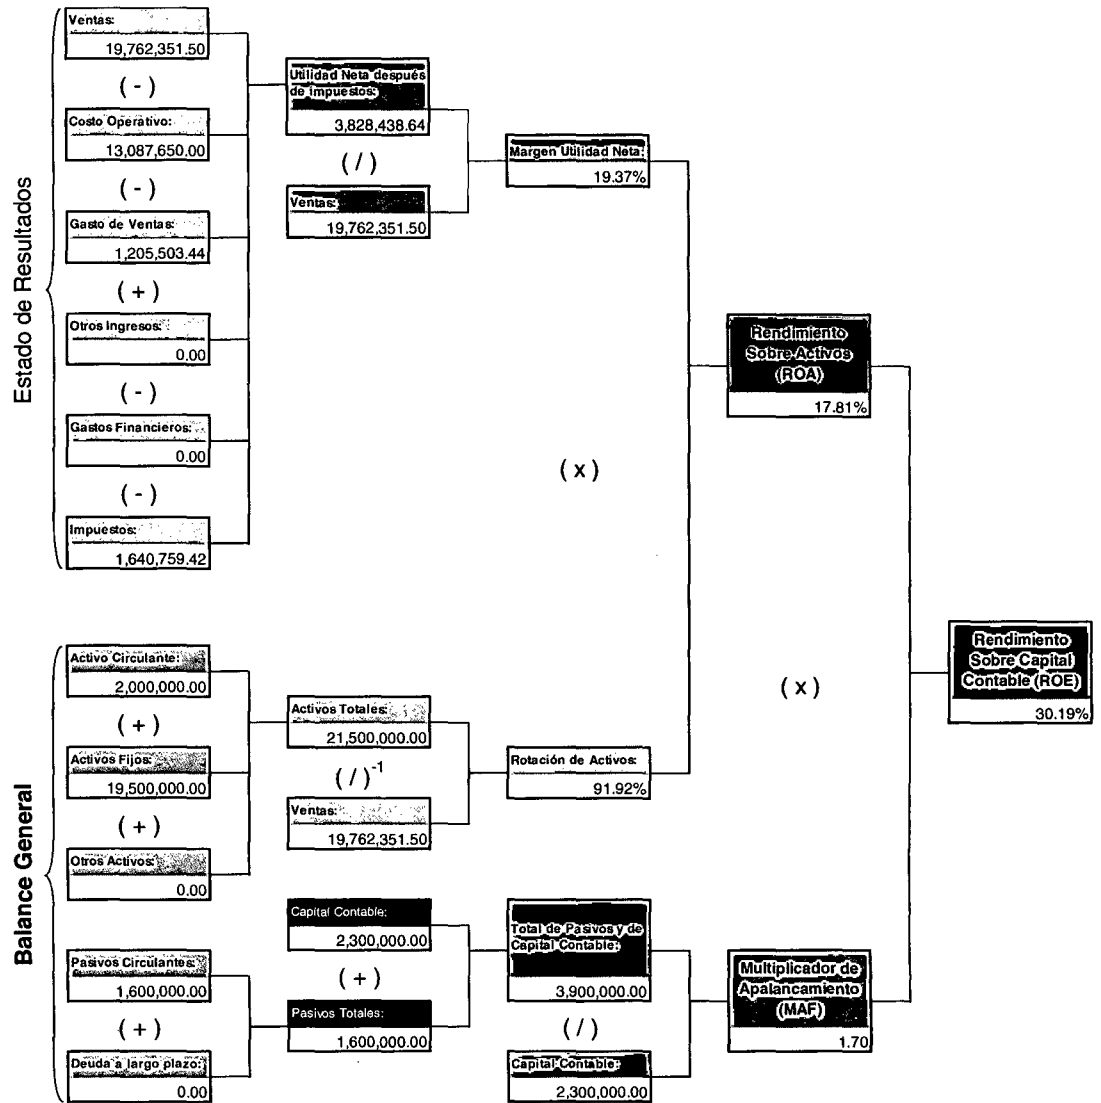 Estado de Resultados
Ventas:
19,762,351.50
( - )
Costo Operativo:
13,087,650.00
( - )
Gasto de Ventas:
1,205,503.44
( + )
Otros Ingresos:
0.00
( - )
Gastos Financieros:
0.00
( - )
Impuestos:
1,640,759.42
Utilidad Neta después
de impuestos:
3,828,438.64
( / )
Ventas:
19,762,351.50
Margen Utilidad Neta:
19.37%
( x )
Rendimiento
Sobre Activos
(ROA)
17.81%
Balance General
Activo Circulante:
2,000,000.00
( + )
Activos Fijos:
19,500,000.00
( + )
Otros Activos:
0.00
Activos Totales:
21,500,000.00
( / )-1
Ventas:
19,762,351.50
Rotación de Activos:
91.92%
Pasivos Circulantes:
1,600,000.00
( + )
Deuda a largo plazo:
0.00
Capital Contable:
2,300,000.00
( + )
Pasivos Totales:
1,600,000.00
Total de Pasivos y de
Capital Contable:
3,900,000.00
( / )
Capital Contable:
2,300,000.00
Multiplicador de
Apalancamiento
(MAF)
1.70
( x )
Rendimiento
Sobre Capital
Contable (ROE)
30.19%